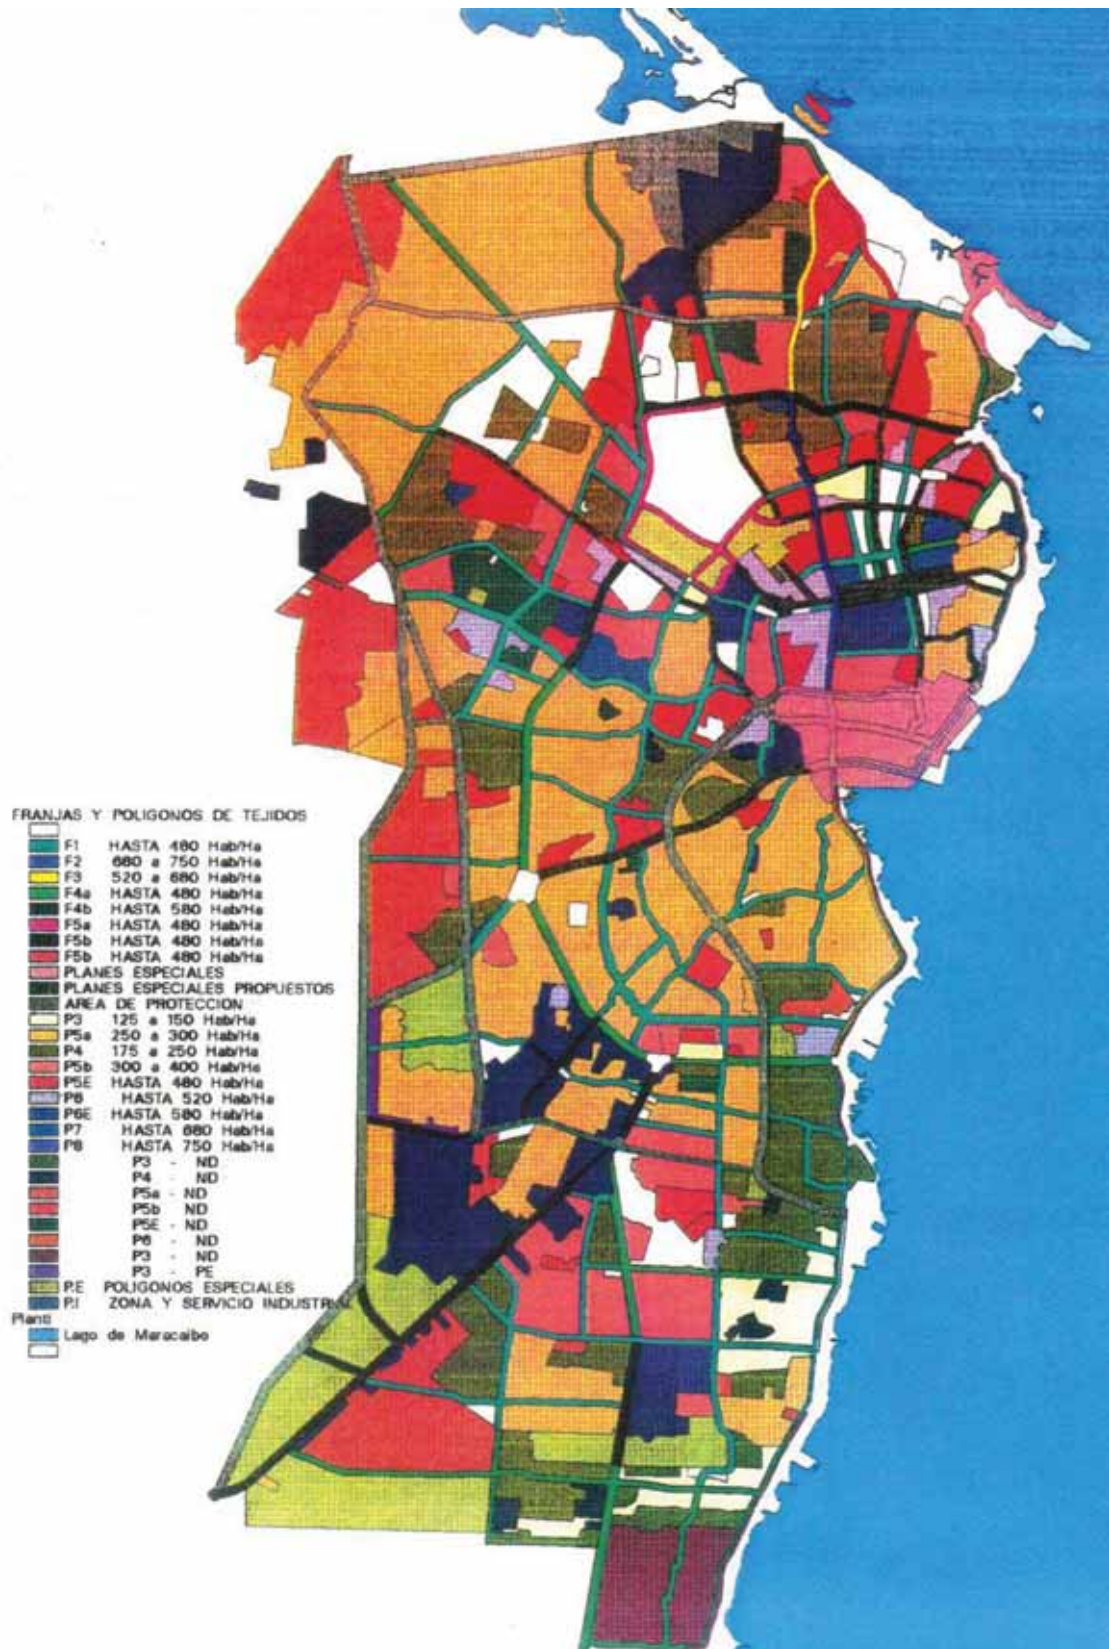 FRANJAS Y POLIGONOS DE TEJIDOS
F1 HASTA 480 Hab/Ha
F2 680 a 750 Hab/Ha
F3 520 a 680 Hab/Ha
F4a HASTA 480 Hab/Ha
F4b HASTA 580 Hab/Ha
F5a HASTA 480 Hab/Ha
F5b HASTA 480 Hab/Ha
F5b HASTA 480 Hab/Ha
PLANES ESPECIALES
PLANES ESPECIALES PROPUESTOS
AREA DE PROTECCION
P3 125 a 150 Hab/Ha
P5a 250 a 300 Hab/Ha
P4 175 a 250 Hab/Ha
P5b 300 a 400 Hab/Ha
P5E HASTA 480 Hab/Ha
P6 HASTA 520 Hab/Ha
P6E HASTA 580 Hab/Ha
P7 HASTA 680 Hab/Ha
P8 HASTA 750 Hab/Ha
P3 - ND
P4 - ND
P5a - ND
P5b - ND
P5E - ND
P6 - ND
P3 - ND
P3 - PE
P.E POLIGONOS ESPECIALES
P.I ZONA Y SERVICIO INDUSTRIAL
Planti
Lago de Maracaibo